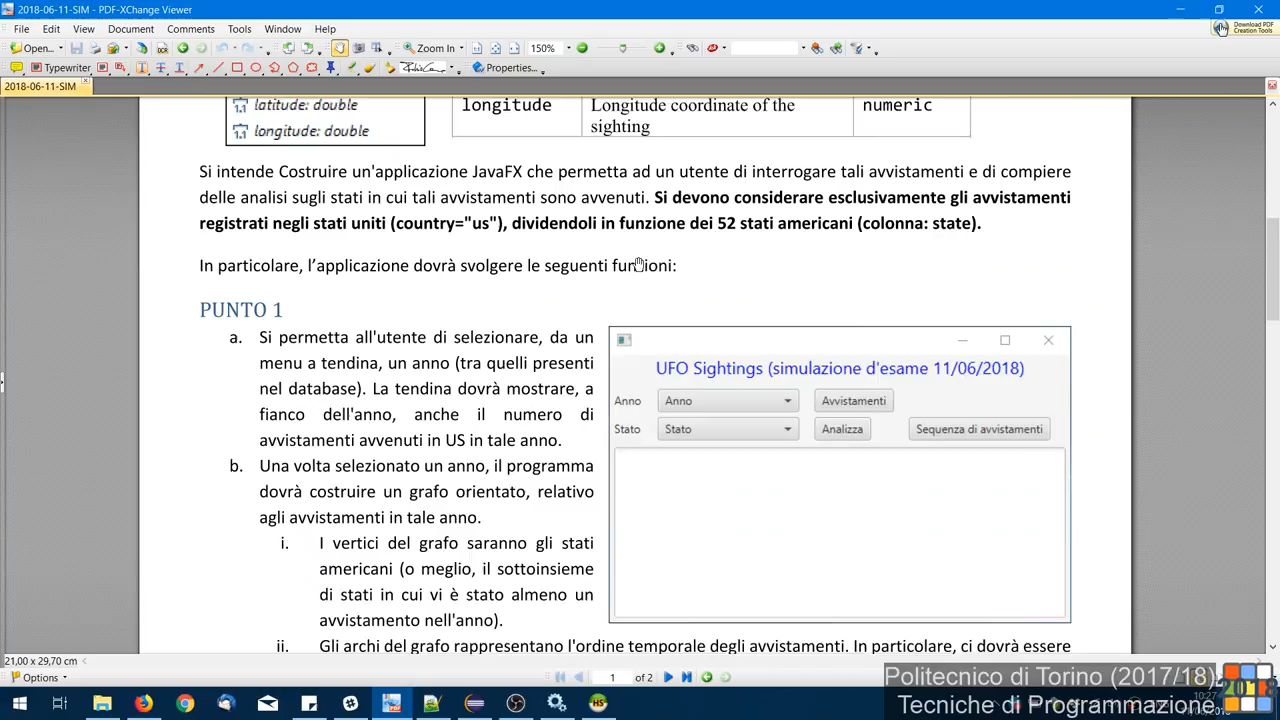 2018-06-11-SIM - PDF-XChange Viewer
File Edit View Document Comments Tools Window Help
Download PDF
Creation Tools
Open... Zoom In 150%
Typewriter Properties...
2018-06-11-SIM
latitude: double
longitude: double
longitude Longitude coordinate of the sighting numeric
Si intende Costruire un'applicazione JavaFX che permetta ad un utente di interrogare tali avvistamenti e di compiere
delle analisi sugli stati in cui tali avvistamenti sono avvenuti. Si devono considerare esclusivamente gli avvistamenti
registrati negli stati uniti (country="us"), dividendoli in funzione dei 52 stati americani (colonna: state).
In particolare, l'applicazione dovrà svolgere le seguenti funzioni:
PUNTO 1
a. Si permetta all'utente di selezionare, da un
menu a tendina, un anno (tra quelli presenti
nel database). La tendina dovrà mostrare, a
fianco dell'anno, anche il numero di
avvistamenti avvenuti in US in tale anno.
b. Una volta selezionato un anno, il programma
dovrà costruire un grafo orientato, relativo
agli avvistamenti in tale anno.
i. I vertici del grafo saranno gli stati
americani (o meglio, il sottoinsieme
di stati in cui vi è stato almeno un
avvistamento nell'anno).
ii. Gli archi del grafo rappresentano l'ordine temporale degli avvistamenti. In particolare, ci dovrà essere
UFO Sightings (simulazione d'esame 11/06/2018)
Anno Anno Avvistamenti
Stato Stato Analizza Sequenza di avvistamenti
21,00 x 29,70 cm
Options 1 of 2
Politecnico di Torino (2017/18)
Tecniche di Programmazione
10:27
2018